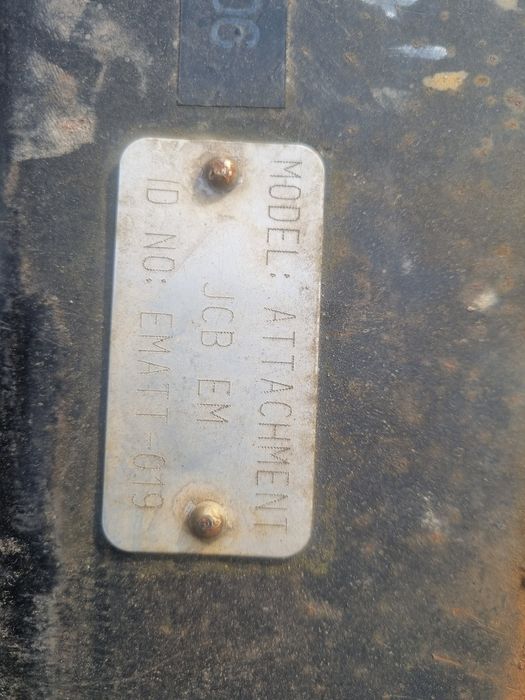 MODEL: ATTACHMENT
JCB EM
ID NO: EMATT-019